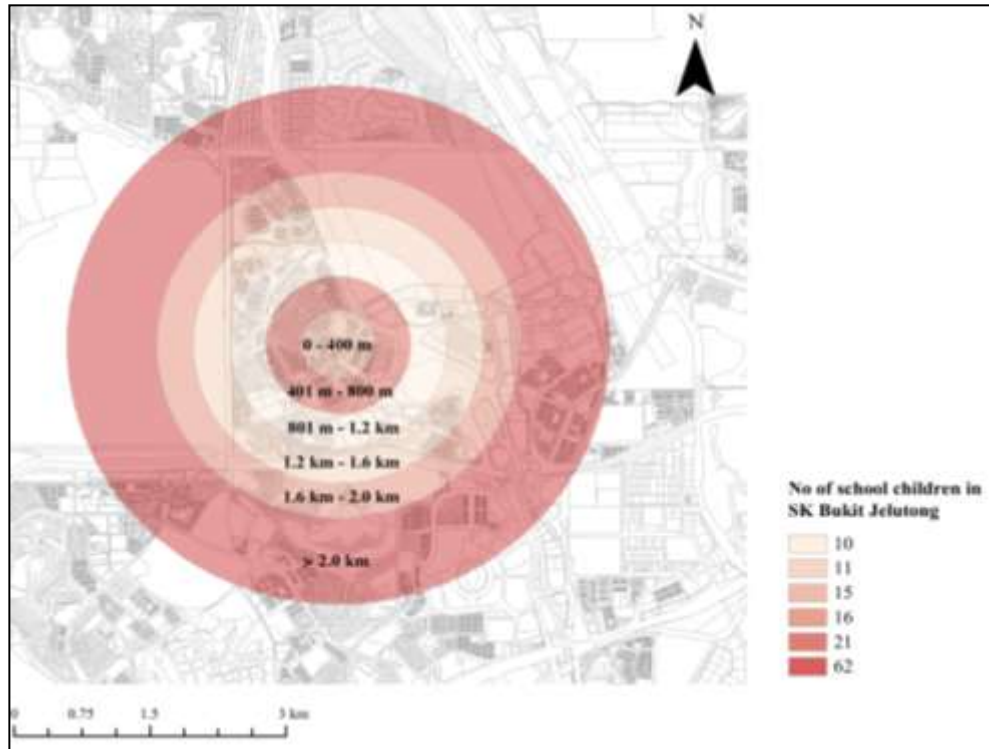 N
0 - 400 m
401 m - 800 m
801 m - 1.2 km
1.2 km - 1.6 km
1.6 km - 2.0 km
> 2.0 km
No of school children in
SK Bukit Jelutong
10
11
15
16
21
62
0 0.75 1.5 3 km